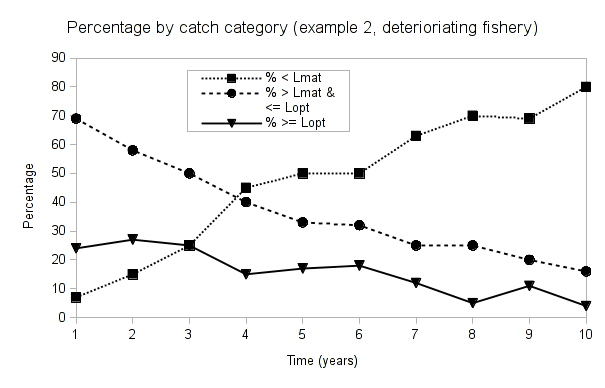 Percentage by catch category (example 2, deterioriating fishery)
90
80
70
60
50
40
30
20
10
0
Percentage
% < Lmat
% > Lmat &
<= Lopt
% >= Lopt
1 2 3 4 5 6 7 8 9 10
Time (years)